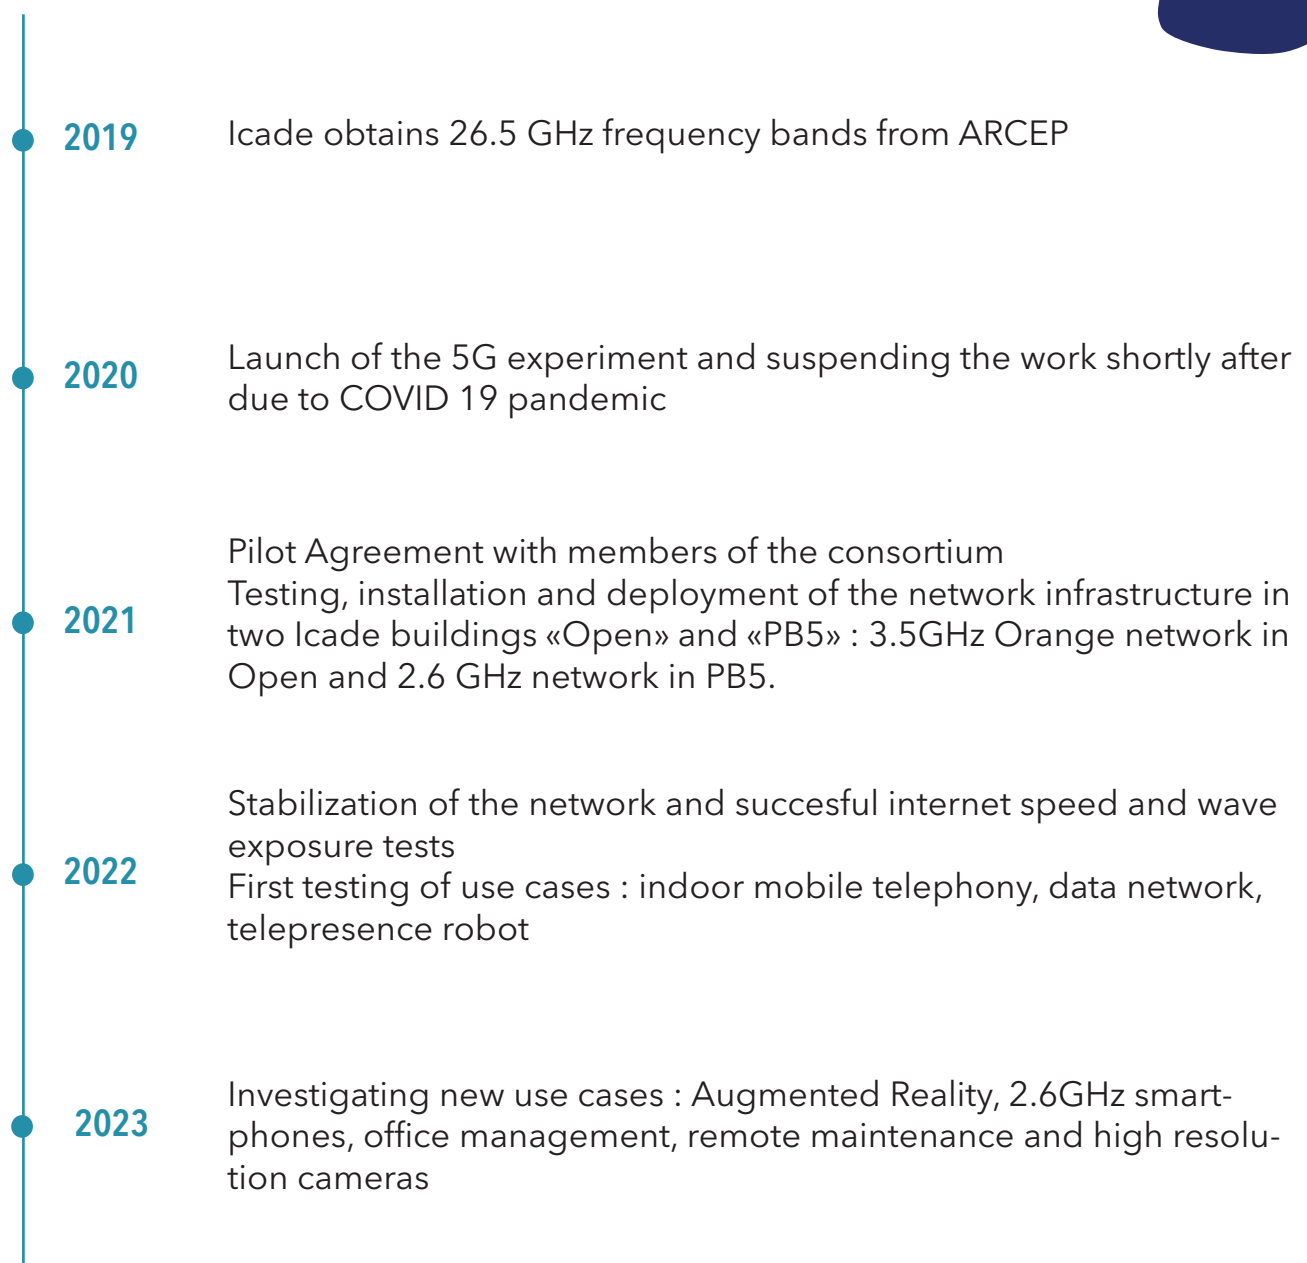 2019
Icade obtains 26.5 GHz frequency bands from ARCEP
2020
Launch of the 5G experiment and suspending the work shortly after
due to COVID 19 pandemic
2021
Pilot Agreement with members of the consortium
Testing, installation and deployment of the network infrastructure in
two Icade buildings «Open» and «PB5» : 3.5GHz Orange network in
Open and 2.6 GHz network in PB5.
2022
Stabilization of the network and succesful internet speed and wave
exposure tests
First testing of use cases : indoor mobile telephony, data network,
telepresence robot
2023
Investigating new use cases : Augmented Reality, 2.6GHz smart-
phones, office management, remote maintenance and high resolu-
tion cameras